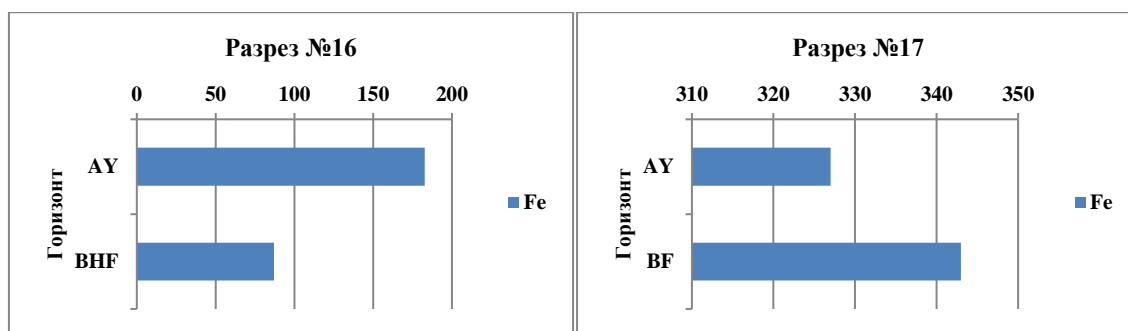 Разрез №16
0 50 100 150 200
AY
BHF
Горизонт
Fe
Разрез №17
310 320 330 340 350
AY
BF
Горизонт
Fe